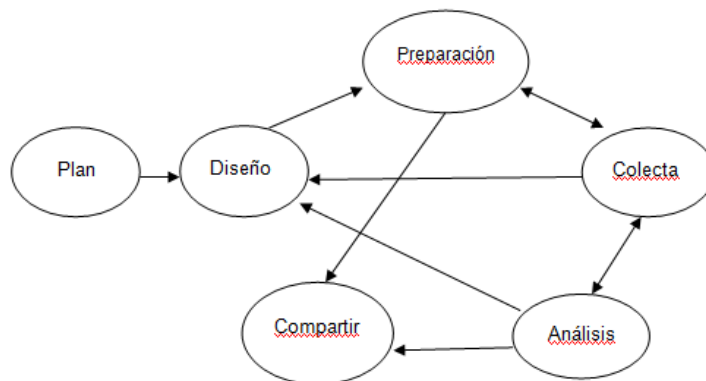 Preparación
Plan
Diseño
Colecta
Compartir
Análisis